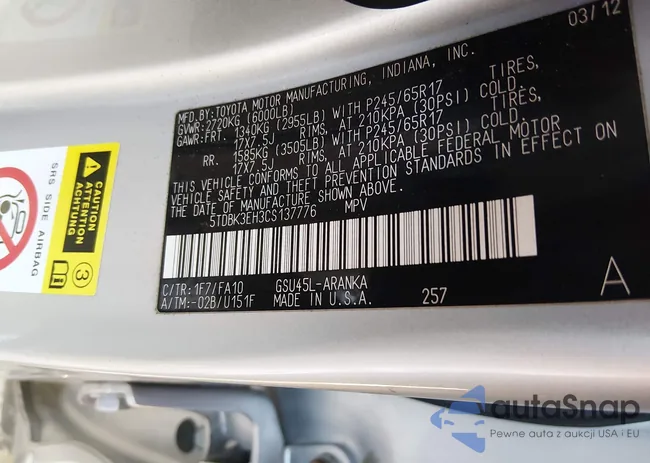 03/12
MFD.BY: TOYOTA MOTOR MANUFACTURING, INDIANA, INC.
GVWR: 2720KG (6000LB)
GAWR: FRT. 1340KG (2955LB) WITH P245/65R17
17X7.5J RIMS, AT 210KPA (30PSI) COLD.
RR. 1585KG (3505LB) WITH P245/65R17
17X7.5J RIMS, AT 210KPA (30PSI) COLD.
THIS VEHICLE CONFORMS TO ALL APPLICABLE FEDERAL MOTOR
VEHICLE SAFETY AND THEFT PREVENTION STANDARDS IN EFFECT ON
THE DATE OF MANUFACTURE SHOWN ABOVE.
5TDBK3EH3CS137776 MPV
C/TR: 1F7/FA10 GSU45L-ARANKA
A/TM:-02B/U151F MADE IN U.S.A. 257
A
CAUTION
ATTENTION
ACHTUNG
SRS SIDE AIRBAG
3
autaSnap
Pewne auta z aukcji USA i EU